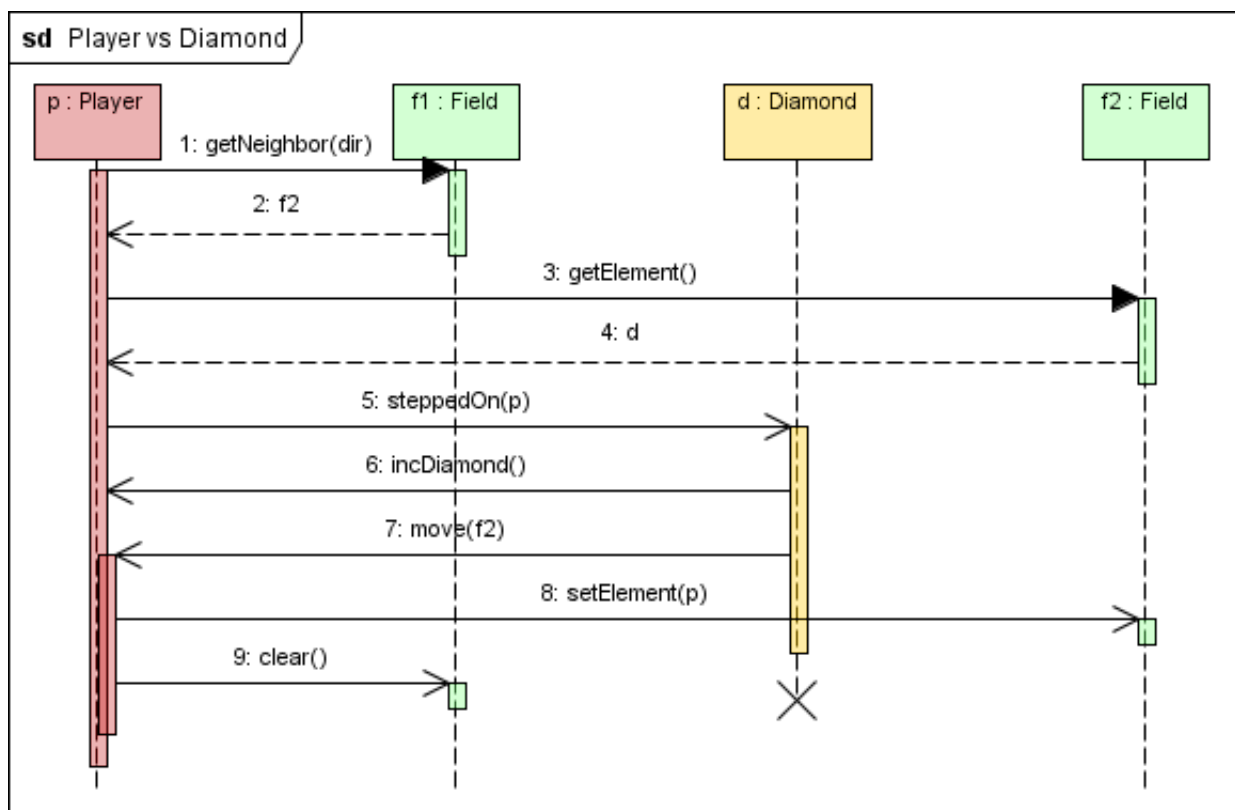 sd Player vs Diamond
p : Player
f1 : Field
d : Diamond
f2 : Field
1: getNeighbor(dir)
2: f2
3: getElement()
4: d
5: steppedOn(p)
6: incDiamond()
7: move(f2)
8: setElement(p)
9: clear()